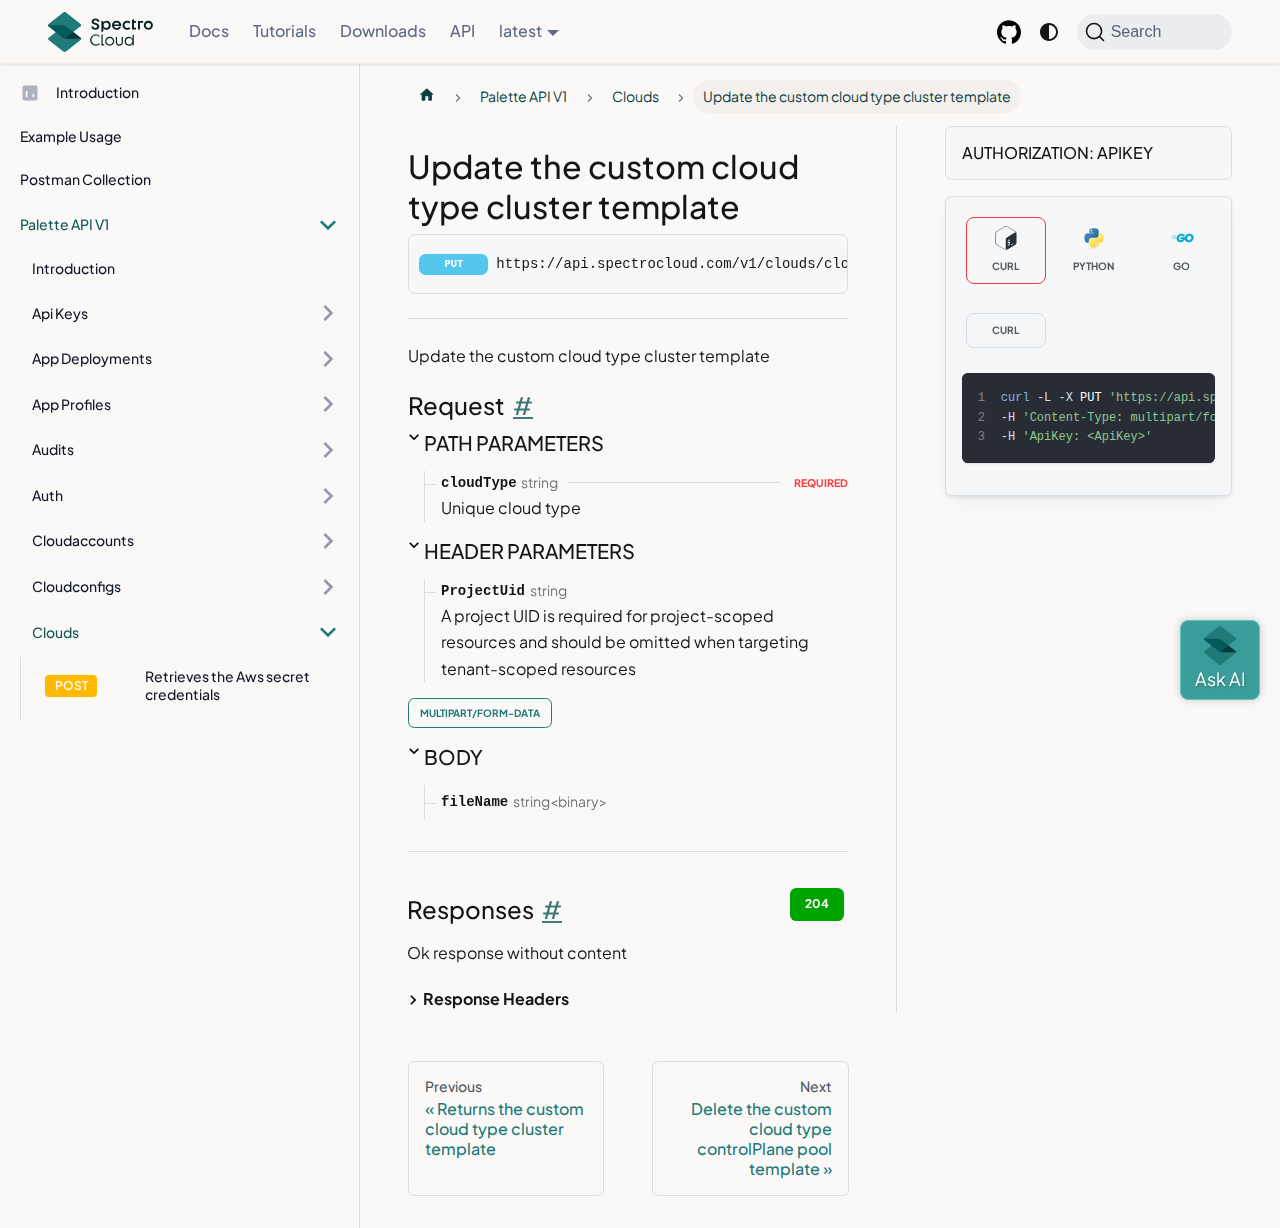 Spectro
Cloud
Docs
Tutorials
Downloads
API
latest
Search
Introduction
Example Usage
Postman Collection
Palette API V1
Introduction
Api Keys
App Deployments
App Profiles
Audits
Auth
Cloudaccounts
Cloudconfigs
Clouds
POST
Retrieves the Aws secret
credentials
Palette API V1
Clouds
Update the custom cloud type cluster template
Update the custom cloud
type cluster template
PUT
https://api.spectrocloud.com/v1/clouds/clo
Update the custom cloud type cluster template
Request #
PATH PARAMETERS
cloudType string
REQUIRED
Unique cloud type
HEADER PARAMETERS
ProjectUid string
A project UID is required for project-scoped
resources and should be omitted when targeting
tenant-scoped resources
MULTIPART/FORM-DATA
BODY
fileName string<binary>
Responses #
204
Ok response without content
Response Headers
Previous
« Returns the custom
cloud type cluster
template
Next
Delete the custom
cloud type
controlPlane pool
template »
AUTHORIZATION: APIKEY
CURL
PYTHON
GO
CURL
1 curl -L -X PUT 'https://api.sp
2 -H 'Content-Type: multipart/fo
3 -H 'ApiKey: <ApiKey>'
Ask AI